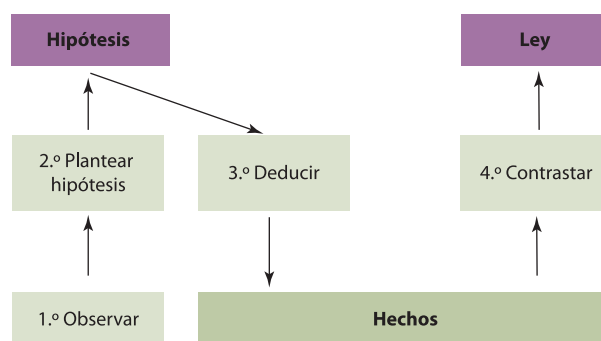 Hipótesis
Ley
2.º Plantear
hipótesis
3.º Deducir
4.º Contrastar
1.º Observar
Hechos